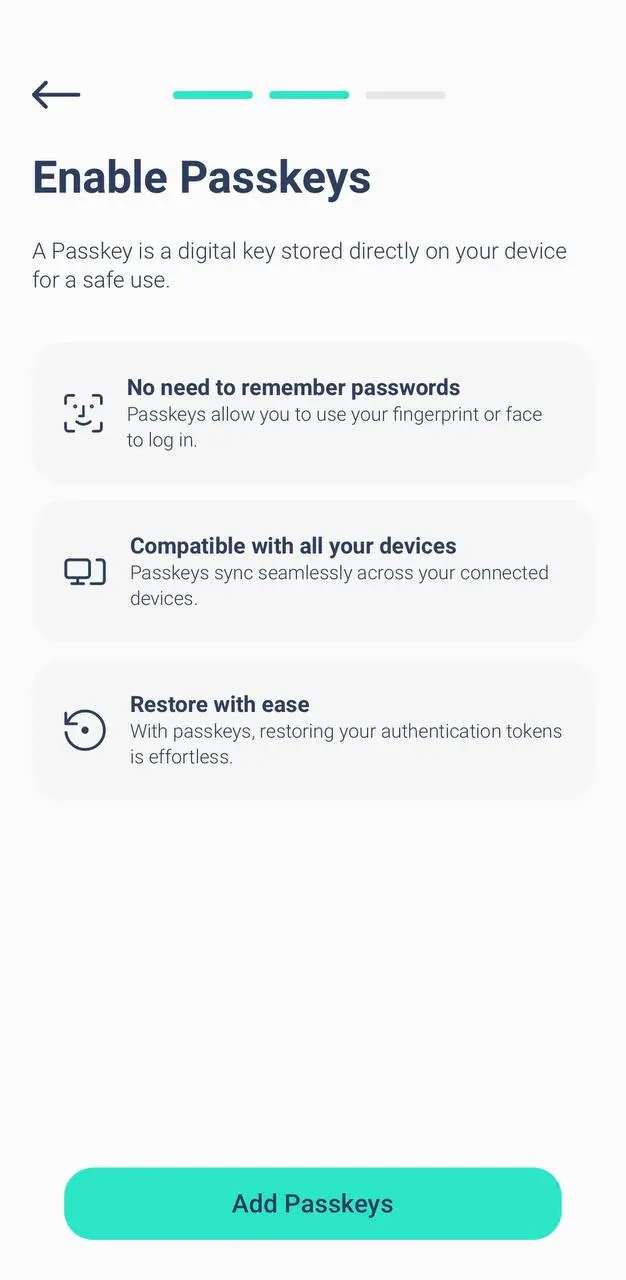 Enable Passkeys
A Passkey is a digital key stored directly on your device
for a safe use.
No need to remember passwords
Passkeys allow you to use your fingerprint or face
to log in.
Compatible with all your devices
Passkeys sync seamlessly across your connected
devices.
Restore with ease
With passkeys, restoring your authentication tokens
is effortless.
Add Passkeys